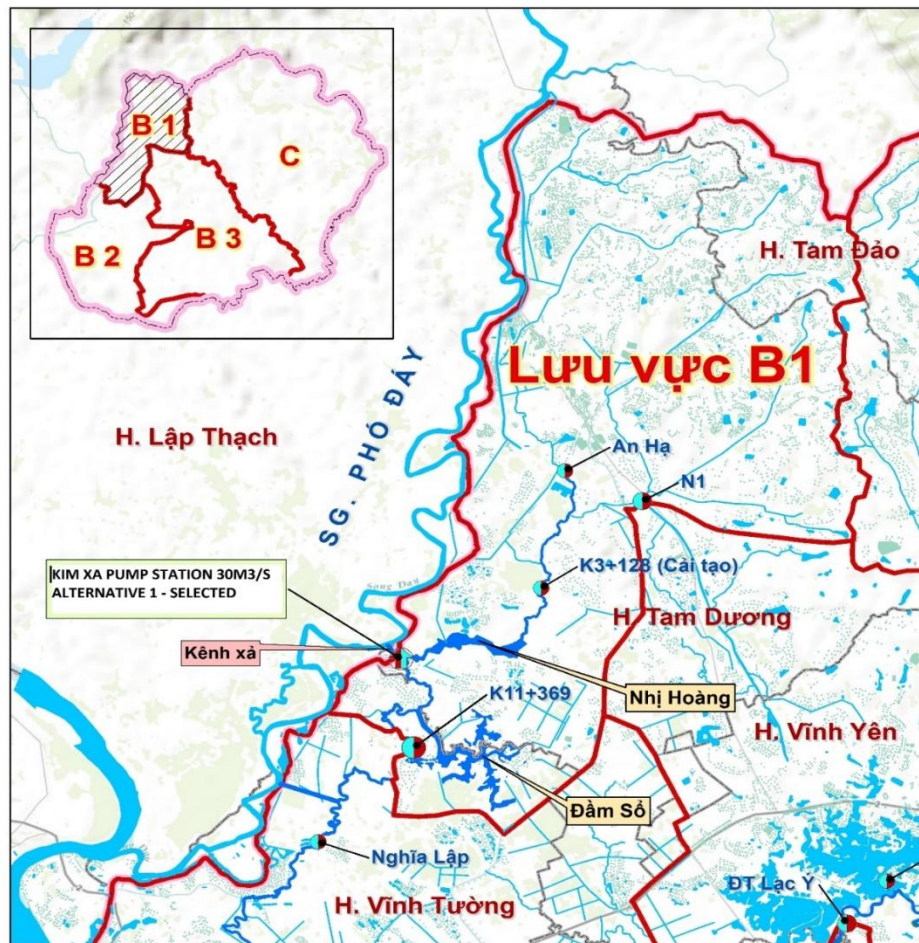 B 1
C
B 2
B 3
H. Tam Đảo
Lưu vực B1
H. Lập Thạch
SG. PHÓ ĐÁY
An Hạ
N1
KIM XA PUMP STATION 30M3/S
ALTERNATIVE 1 - SELECTED
Song Day
K3+128 (Cải tạo)
H. Tam Dương
Kênh xả
Nhị Hoàng
K11+369
H. Vĩnh Yên
Đầm Sổ
Nghĩa Lập
ĐT Lạc Ý
H. Vĩnh Tường